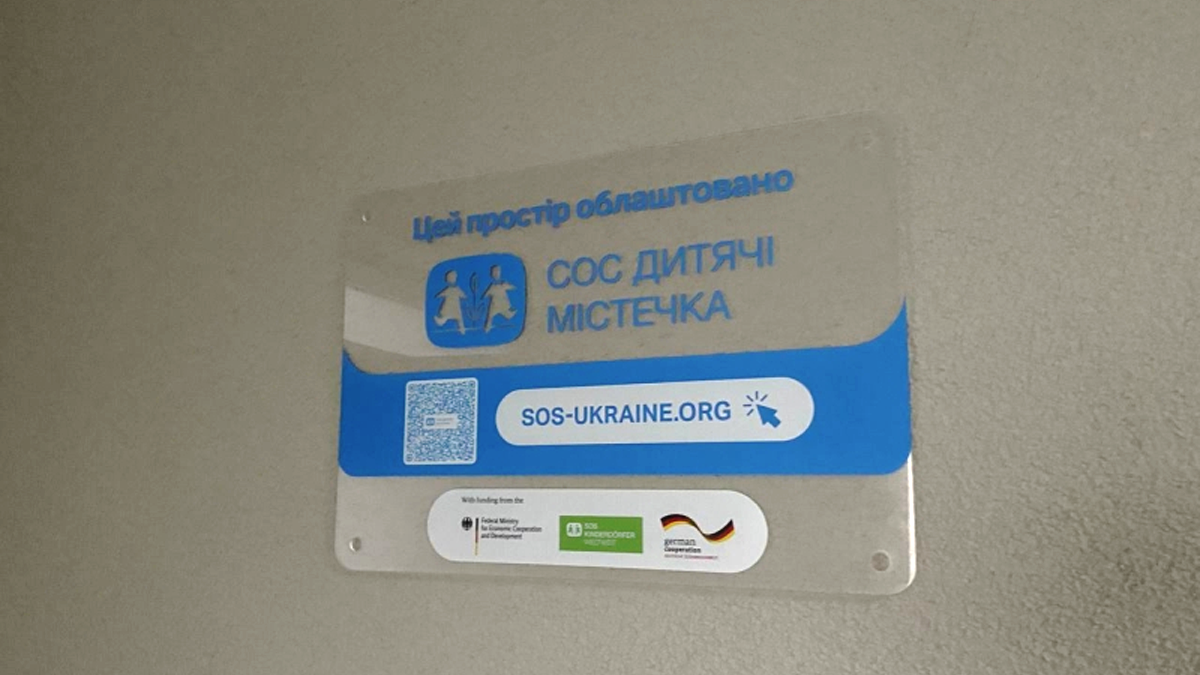 Цей простір облаштовано
СОС ДИТЯЧІ
МІСТЕЧКА
SOS-UKRAINE.ORG
With funding from the
Federal Ministry
for Economic Cooperation
and Development
SOS
KINDERDÖRFER
WELTWEIT
german
cooperation